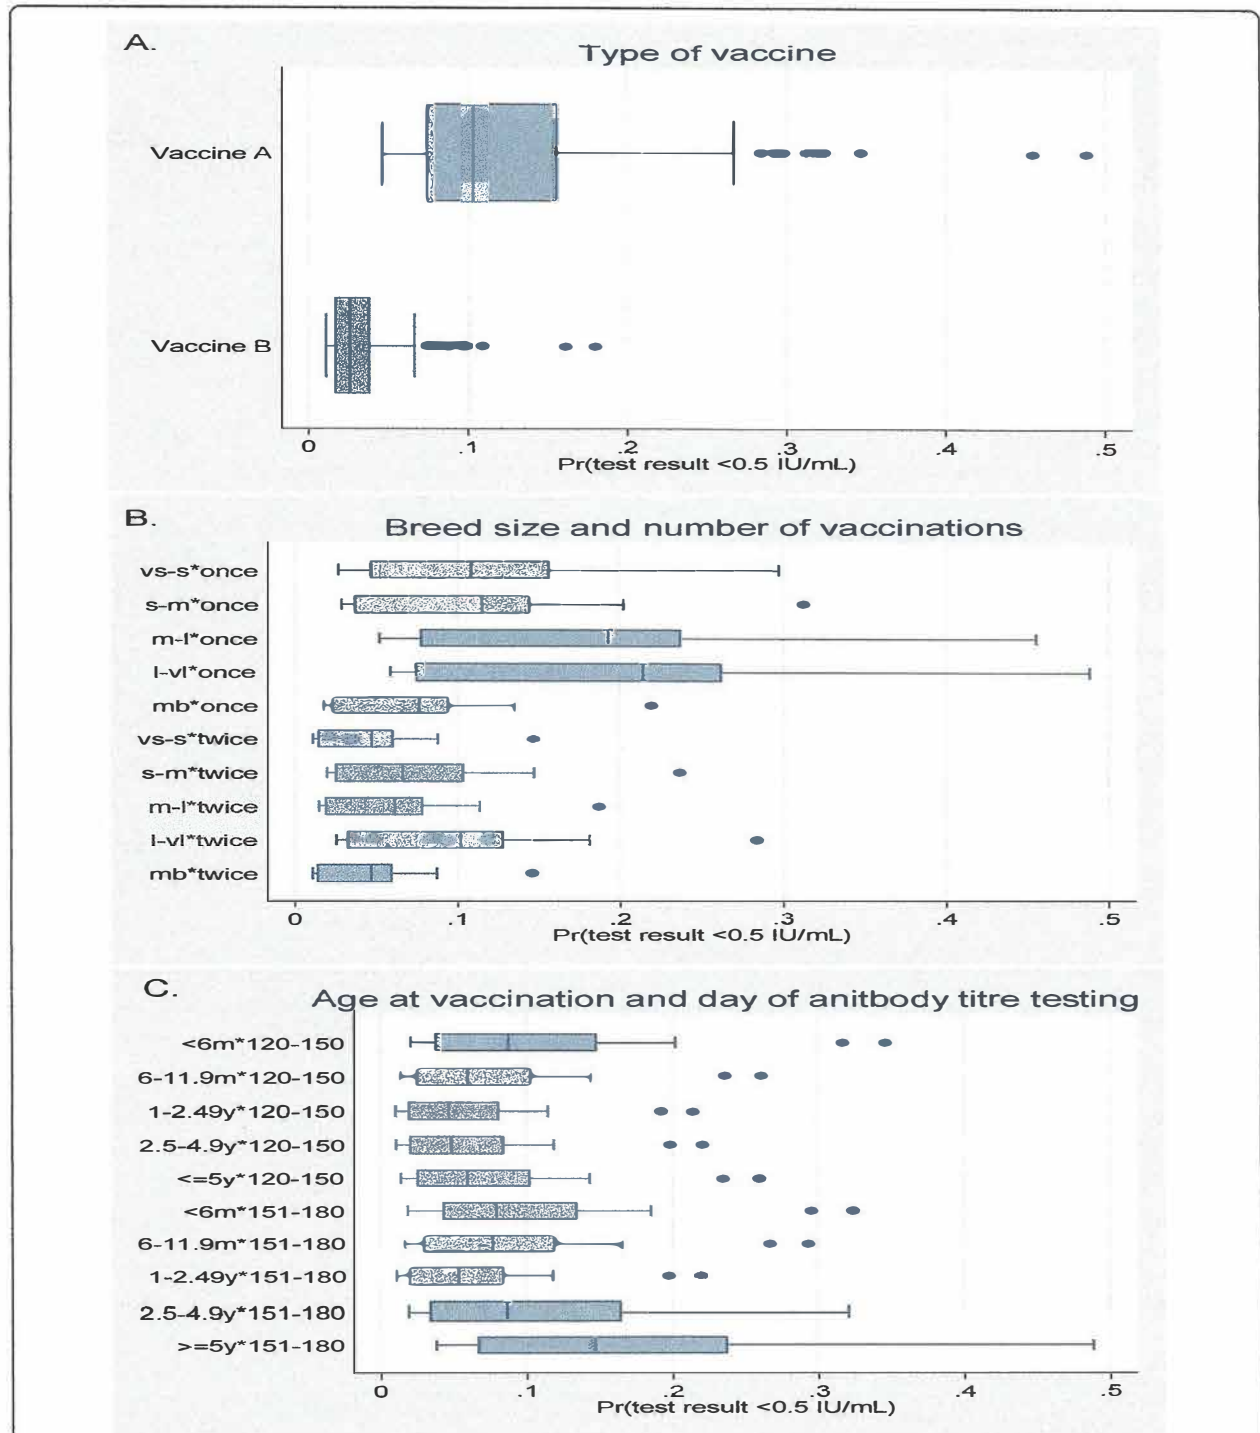 A.
Type of vaccine
Vaccine A
Vaccine B
0 .1 .2 .3 .4 .5
Pr(test result <0.5 IU/mL)
B.
Breed size and number of vaccinations
vs-s*once
s-m*once
m-l*once
l-vl*once
mb*once
vs-s*twice
s-m*twice
m-l*twice
l-vl*twice
mb*twice
0 .1 .2 .3 .4 .5
Pr(test result <0.5 IU/mL)
C.
Age at vaccination and day of anitbody titre testing
<6m*120-150
6-11.9m*120-150
1-2.49y*120-150
2.5-4.9y*120-150
<=5y*120-150
<6m*151-180
6-11.9m*151-180
1-2.49y*151-180
2.5-4.9y*151-180
>=5y*151-180
0 .1 .2 .3 .4 .5
Pr(test result <0.5 IU/mL)